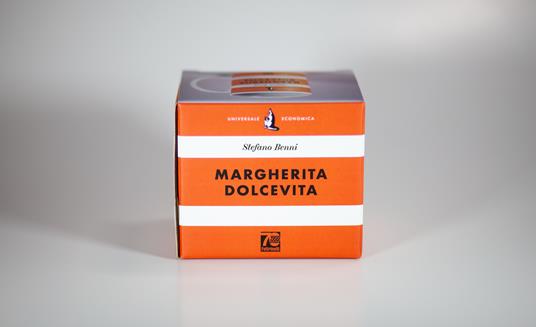 UNIVERSALE ECONOMICA
Stefano Benni
MARGHERITA
DOLCEVITA